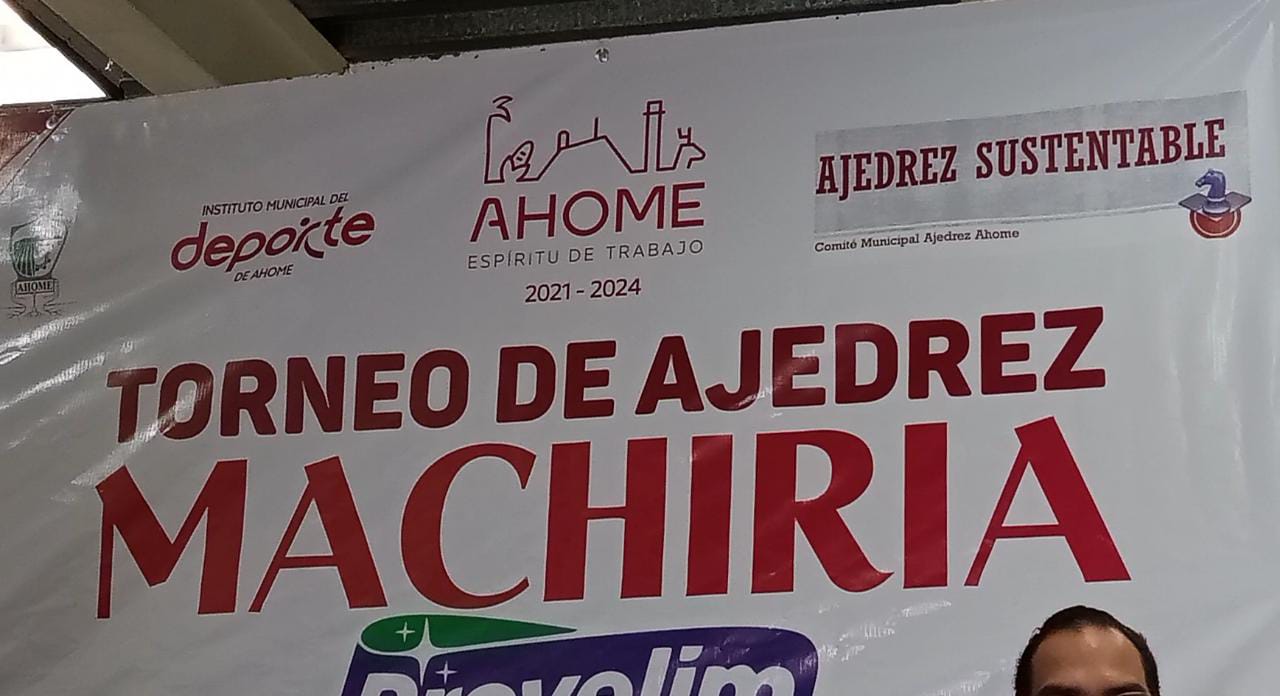 INSTITUTO MUNICIPAL DEL
deporte
DE AHOME
AHOME
AHOME
ESPÍRITU DE TRABAJO
2021 - 2024
AJEDREZ SUSTENTABLE
Comité Municipal Ajedrez Ahome
TORNEO DE AJEDREZ
MACHIRIA